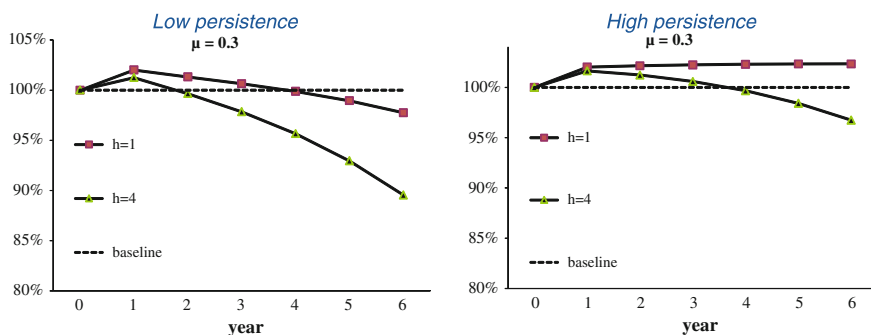 Low persistence
μ = 0.3
105%
100%
95%
90%
85%
80%
h=1
h=4
baseline
0 1 2 3 4 5 6
year
High persistence
μ = 0.3
100%
95%
90%
85%
80%
h=1
h=4
baseline
0 1 2 3 4 5 6
year